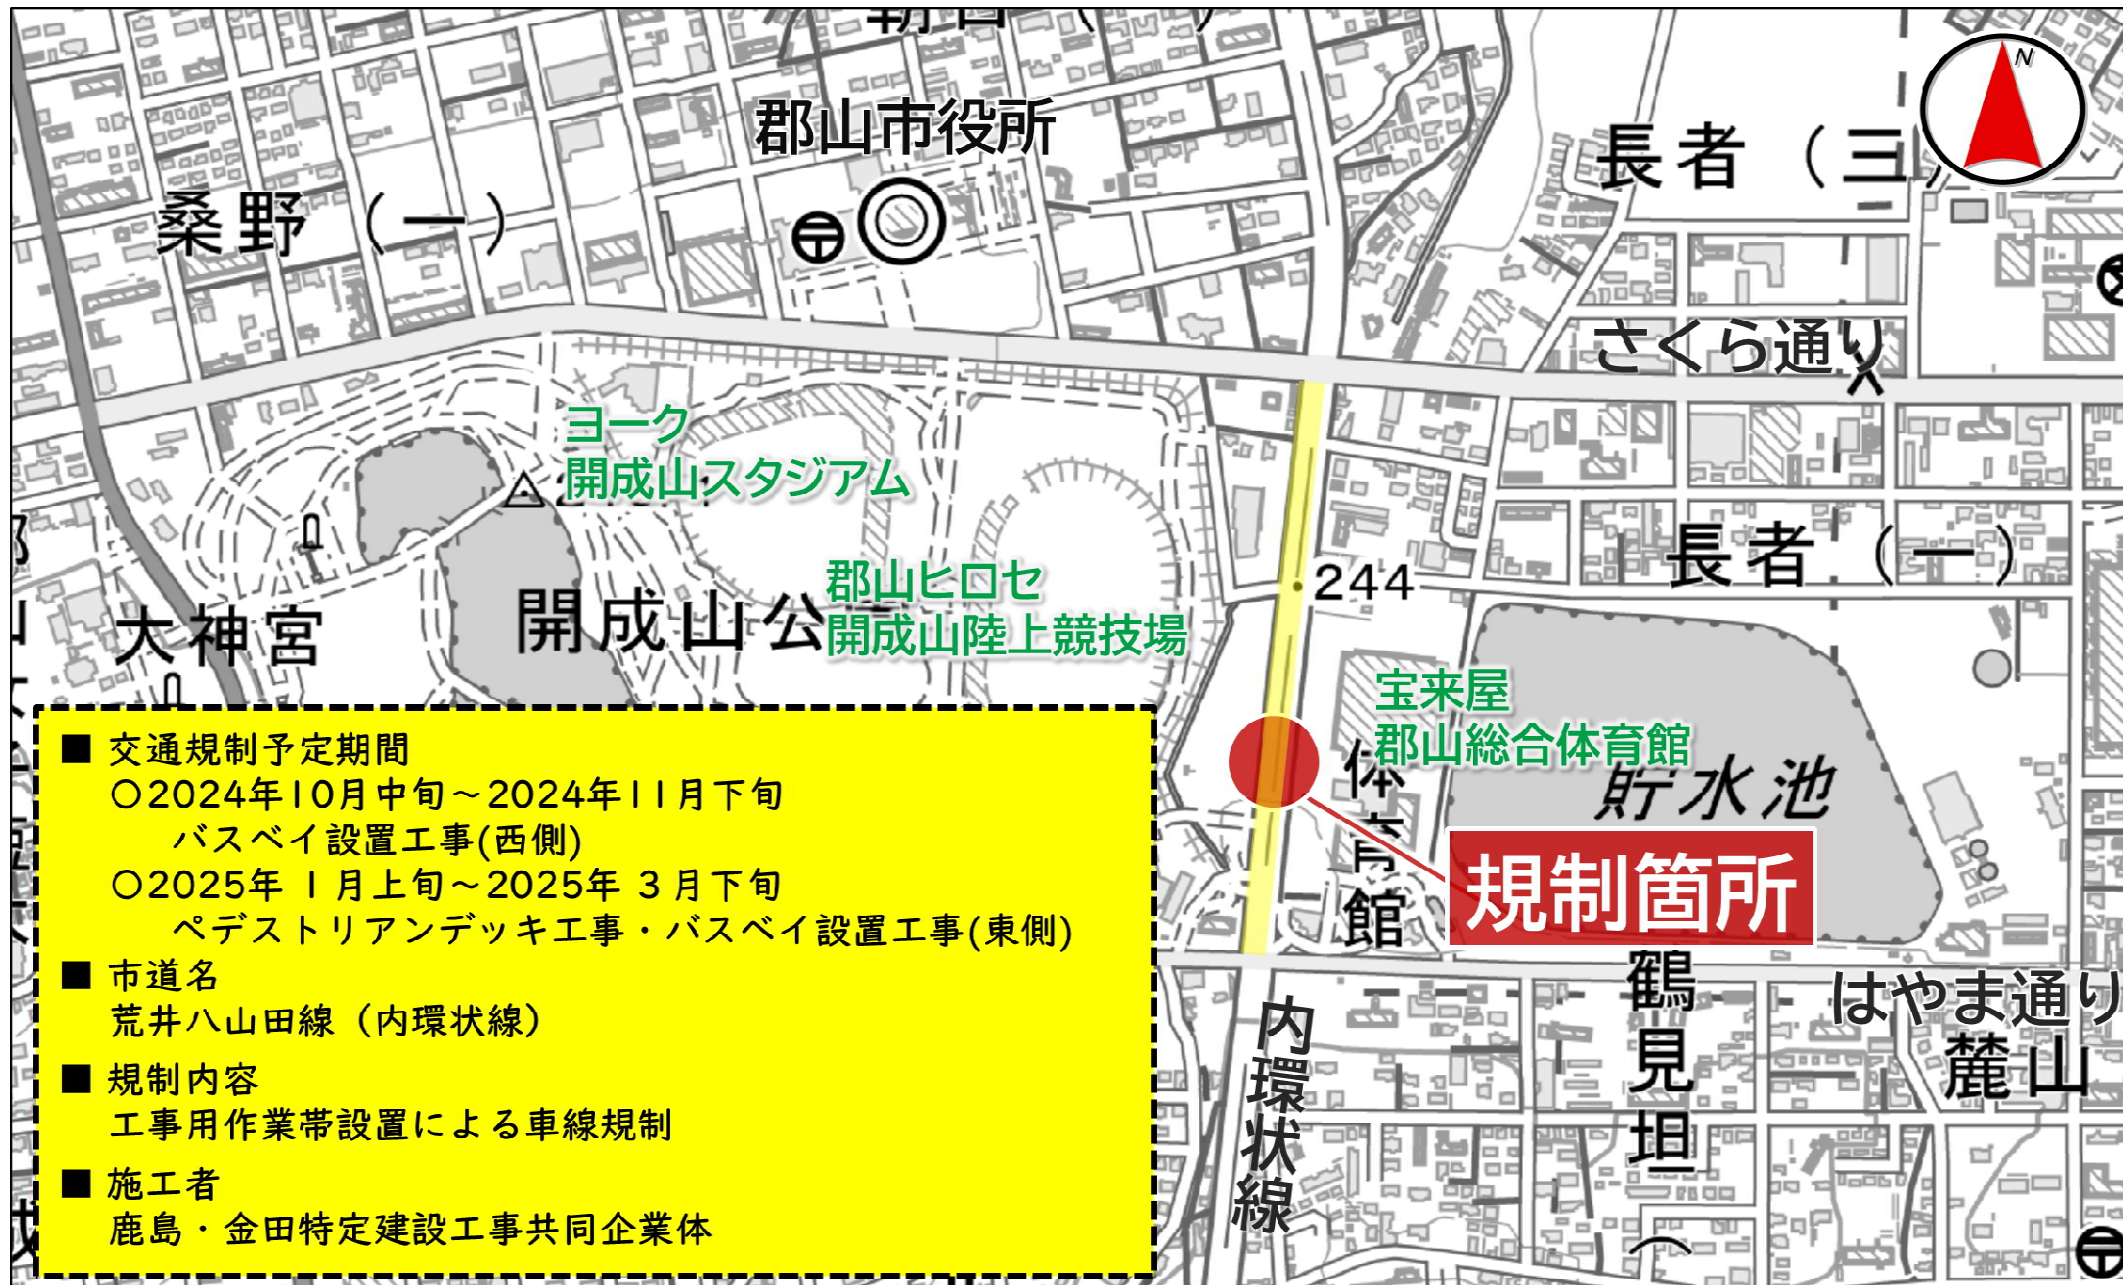 郡山市役所
N
長者（三）
桑野（一）
さくら通り
ヨーク
開成山スタジアム
長者（一）
244
郡山ヒロセ
開成山陸上競技場
大神宮
開成山公
宝来屋
郡山総合体育館
体育館
貯水池
規制箇所
■ 交通規制予定期間
○2024年10月中旬～2024年11月下旬
バスベイ設置工事(西側)
○2025年 1月上旬～2025年 3月下旬
ペデストリアンデッキ工事・バスベイ設置工事(東側)
■ 市道名
荒井八山田線（内環状線）
■ 規制内容
工事用作業帯設置による車線規制
■ 施工者
鹿島・金田特定建設工事共同企業体
はやま通り
内環状線
鶴見坦（
麓山